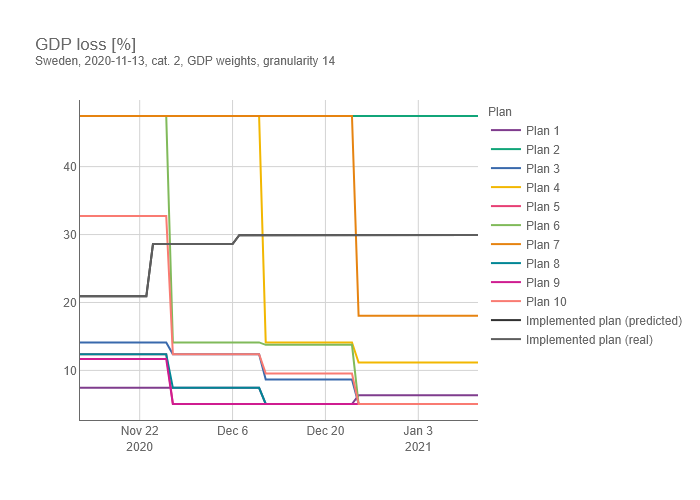 GDP loss [%]
Sweden, 2020-11-13, cat. 2, GDP weights, granularity 14
Plan
Plan 1
Plan 2
Plan 3
Plan 4
Plan 5
Plan 6
Plan 7
Plan 8
Plan 9
Plan 10
Implemented plan (predicted)
Implemented plan (real)
40
30
20
10
Nov 22 Dec 6 Dec 20 Jan 3
2020 2021